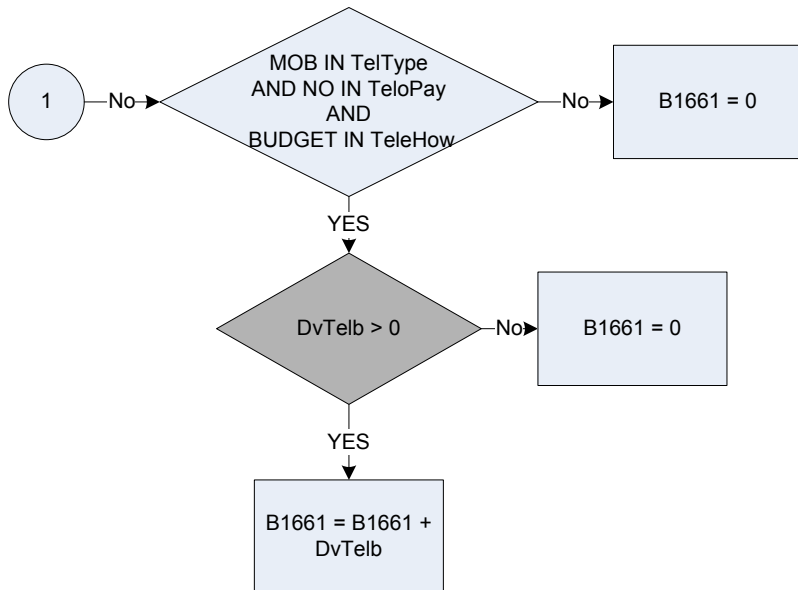 1
No
MOB IN TelType
AND NO IN TeloPay
AND
BUDGET IN TeleHow
No
B1661 = 0
YES
DvTelb > 0
No
B1661 = 0
YES
B1661 = B1661 +
DvTelb